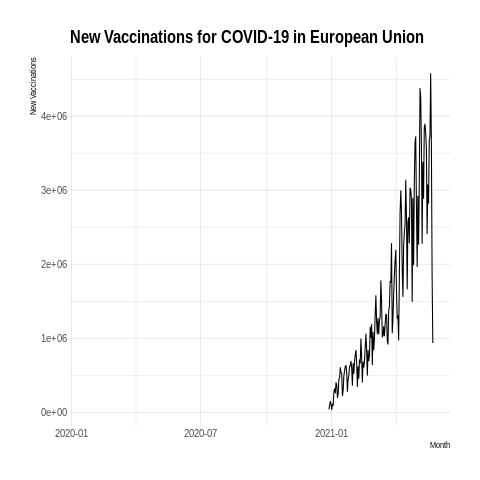 New Vaccinations for COVID-19 in European Union
New Vaccinations
4e+06
3e+06
2e+06
1e+06
0e+00
2020-01 2020-07 2021-01
Month